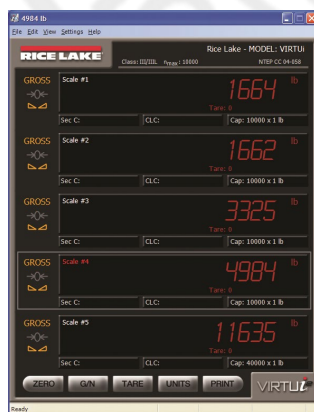 4984 lb
File Edit View Settings Help
RICE LAKE
Rice Lake - MODEL: VIRTUi
Class: III/IIIL nmax: 10000 NTEP CC 04-058
GROSS Scale #1 1664 lb
Tare: 0
Sec C: CLC: Cap: 10000 x 1 lb
GROSS Scale #2 1662 lb
Tare: 0
Sec C: CLC: Cap: 10000 x 1 lb
GROSS Scale #3 3325 lb
Tare: 0
Sec C: CLC: Cap: 10000 x 1 lb
GROSS Scale #4 4984 lb
Tare: 0
Sec C: CLC: Cap: 10000 x 1 lb
GROSS Scale #5 11635 lb
Tare: 0
Sec C: CLC: Cap: 40000 x 1 lb
ZERO G/N TARE UNITS PRINT VIRTUi
Ready